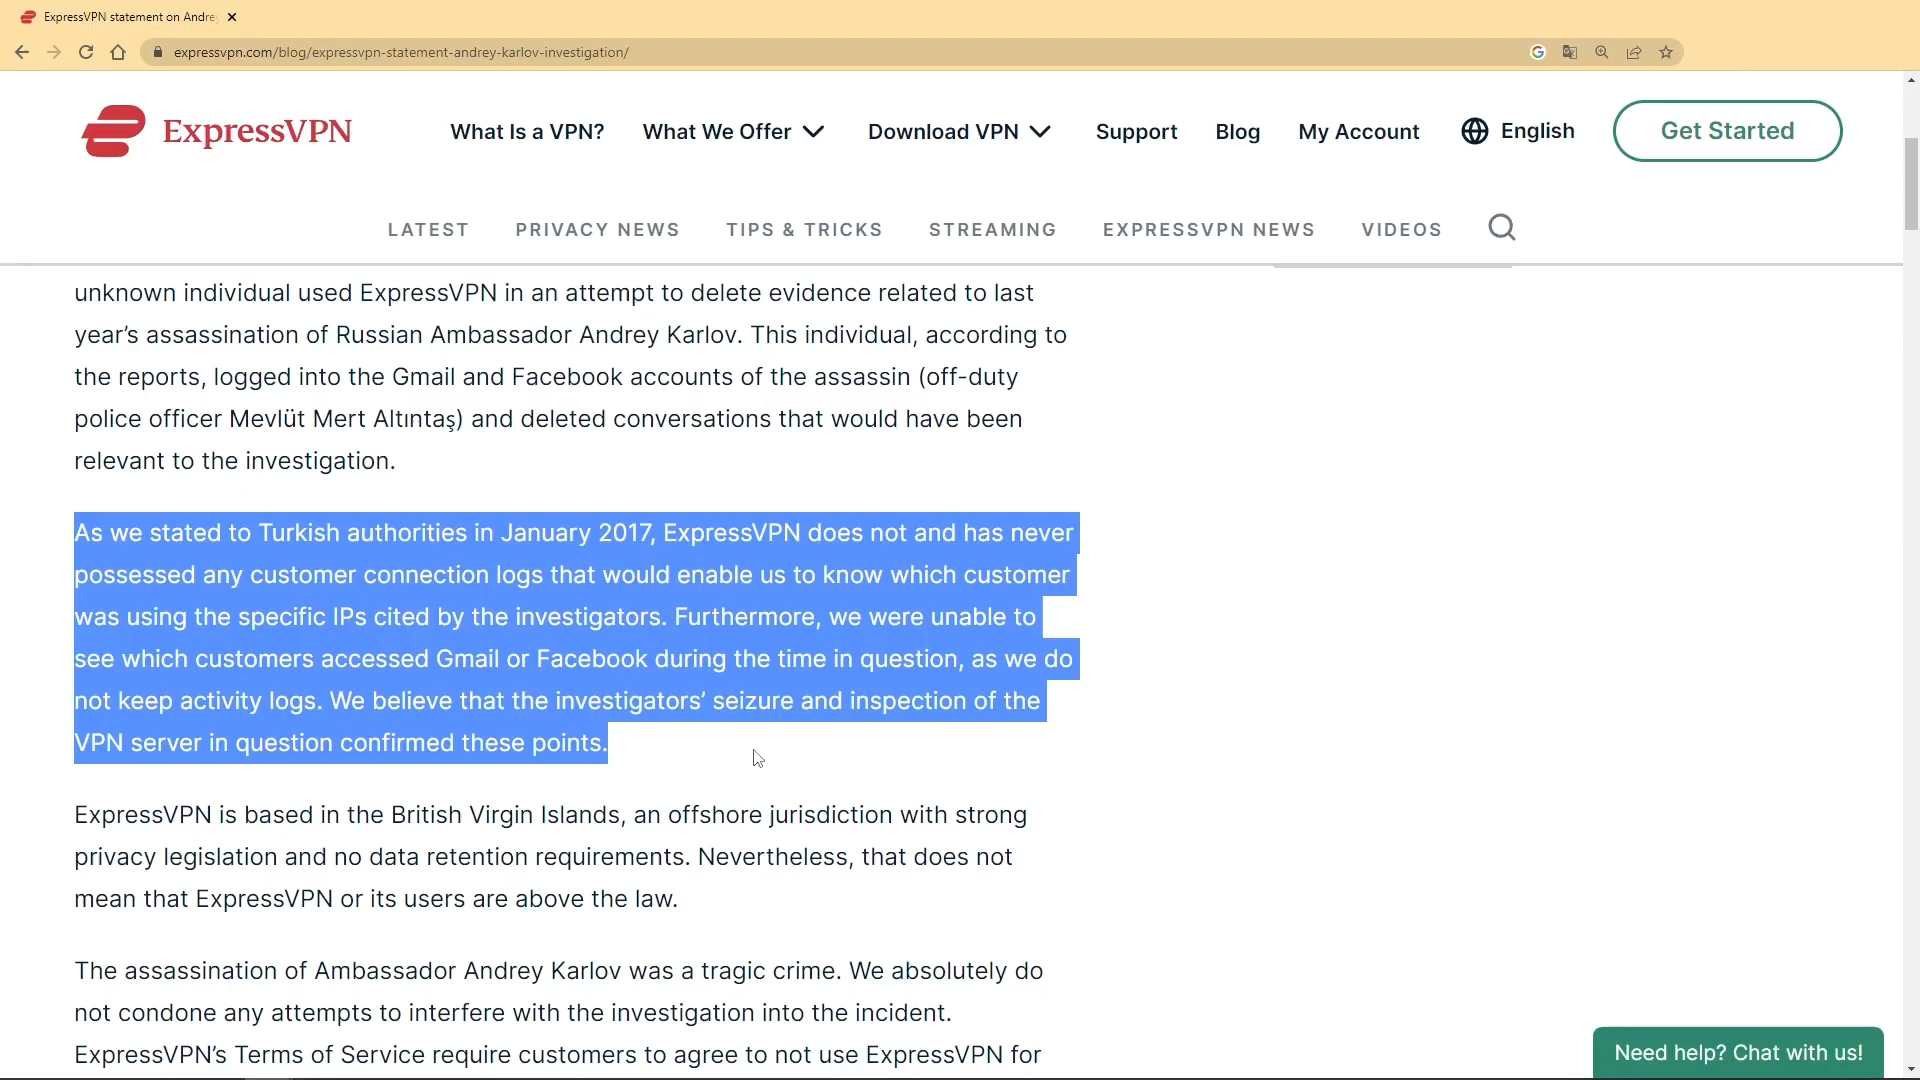 ExpressVPN statement on Andre
expressvpn.com/blog/expressvpn-statement-andrey-karlov-investigation/
ExpressVPN
What Is a VPN?
What We Offer
Download VPN
Support
Blog
My Account
English
Get Started
LATEST
PRIVACY NEWS
TIPS & TRICKS
STREAMING
EXPRESSVPN NEWS
VIDEOS
unknown individual used ExpressVPN in an attempt to delete evidence related to last
year’s assassination of Russian Ambassador Andrey Karlov. This individual, according to
the reports, logged into the Gmail and Facebook accounts of the assassin (off-duty
police officer Mevlüt Mert Altıntaş) and deleted conversations that would have been
relevant to the investigation.
As we stated to Turkish authorities in January 2017, ExpressVPN does not and has never
possessed any customer connection logs that would enable us to know which customer
was using the specific IPs cited by the investigators. Furthermore, we were unable to
see which customers accessed Gmail or Facebook during the time in question, as we do
not keep activity logs. We believe that the investigators’ seizure and inspection of the
VPN server in question confirmed these points.
ExpressVPN is based in the British Virgin Islands, an offshore jurisdiction with strong
privacy legislation and no data retention requirements. Nevertheless, that does not
mean that ExpressVPN or its users are above the law.
The assassination of Ambassador Andrey Karlov was a tragic crime. We absolutely do
not condone any attempts to interfere with the investigation into the incident.
ExpressVPN’s Terms of Service require customers to agree to not use ExpressVPN for
Need help? Chat with us!